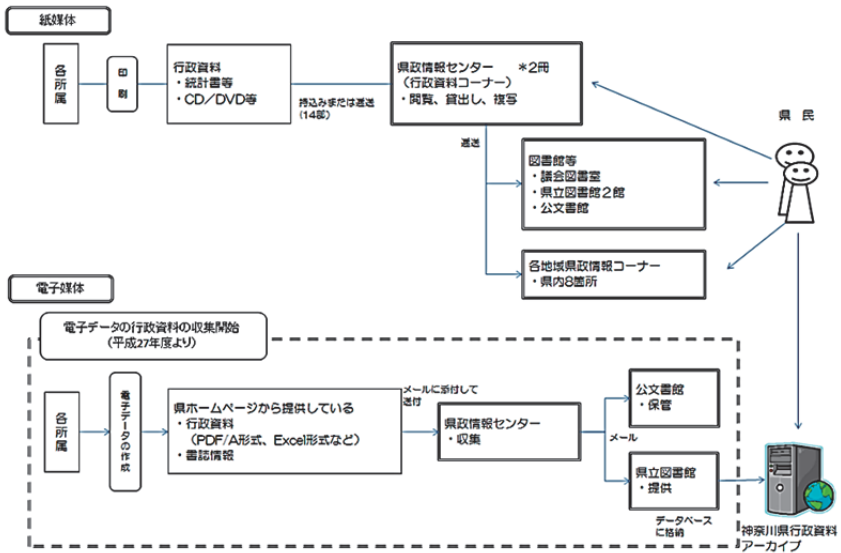 紙媒体
各所属
印刷
行政資料
・統計書等
・CD／DVD等
持込みまたは逓送
(14部)
県政情報センター　＊2冊
（行政資料コーナー）
・閲覧、貸出し、複写
逓送
図書館等
・議会図書室
・県立図書館２館
・公文書館
各地域県政情報コーナー
・県内8箇所
県　民
電子媒体
電子データの行政資料の収集開始
（平成27年度より）
各所属
電子データの作成
県ホームページから提供している
・行政資料
（PDF/A形式、Excel形式など）
・書誌情報
メールに添付して
送付
県政情報センター
・収集
メール
公文書館
・保管
県立図書館
・提供
データベース
に格納
神奈川県行政資料
アーカイブ